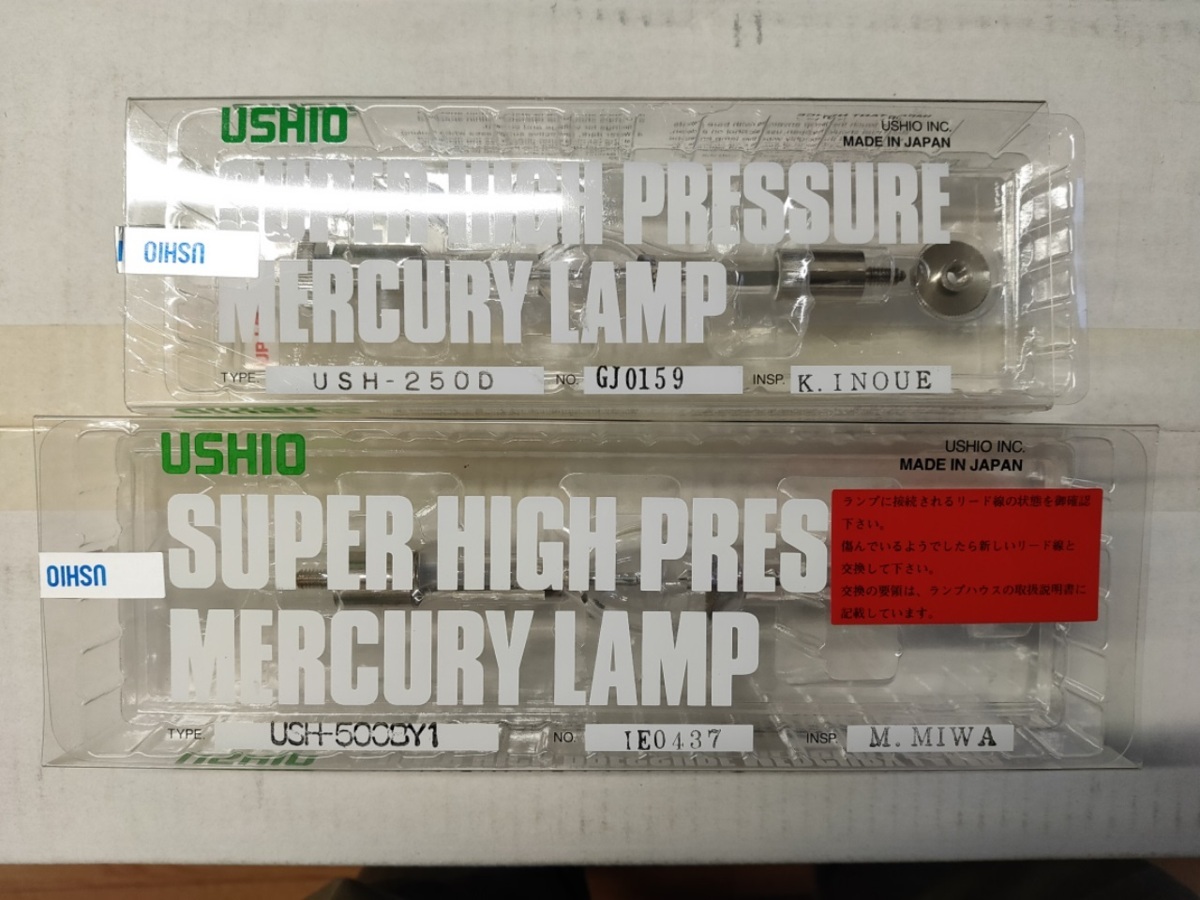 USHIO
USHIO INC.
MADE IN JAPAN
SUPER HIGH PRESSURE
USHIO
MERCURY LAMP
UP
TYPE. USH-250D NO. GJ0159 INSP. K. INOUE
USHIO
USHIO INC.
MADE IN JAPAN
SUPER HIGH PRES
ランプに接続されるリード線の状態を御確認
下さい。
傷んでいるようでしたら新しいリード線と
交換して下さい。
交換の要領は、ランプハウスの取扱説明書に
記載しています。
USHIO
MERCURY LAMP
TYPE. USH-500BY1 NO. IE0437 INSP. M. MIWA
USHIO